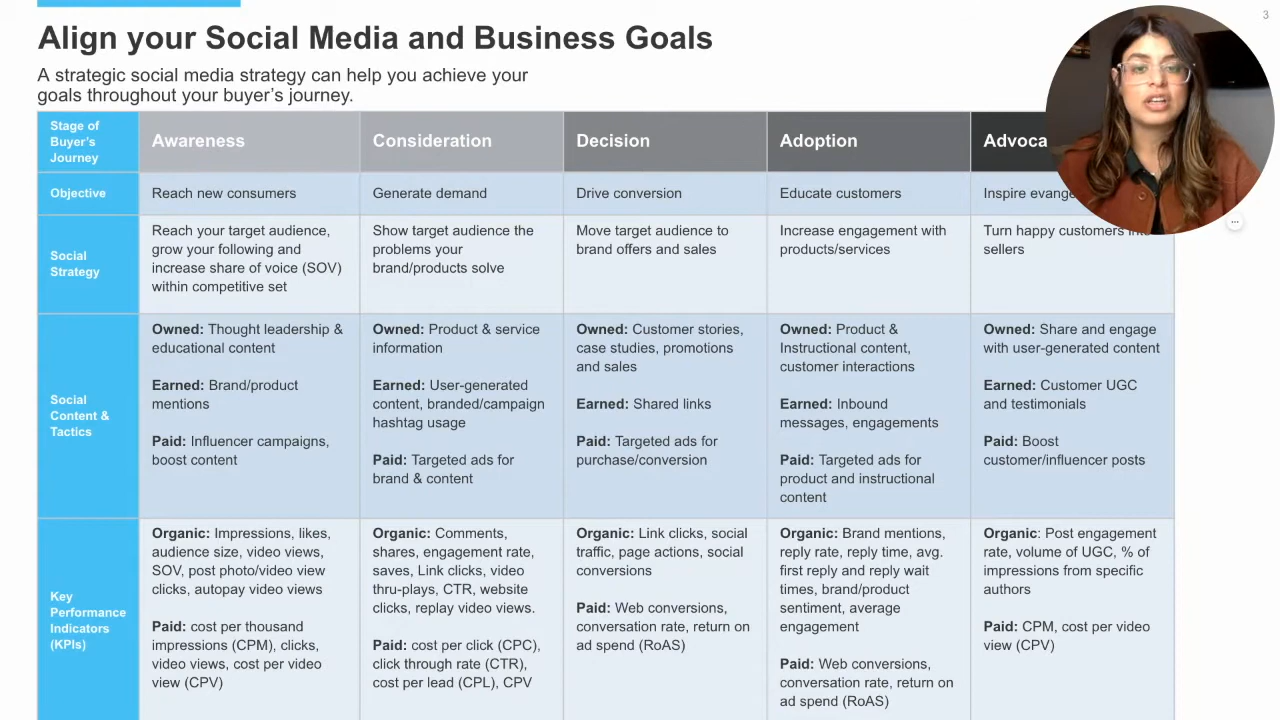 3
Align your Social Media and Business Goals
A strategic social media strategy can help you achieve your
goals throughout your buyer's journey.
Stage of
Buyer's
Journey
Awareness
Consideration
Decision
Adoption
Objective
Reach new consumers
Generate demand
Drive conversion
Educate customers
Inspire
Social
Strategy
Reach your target audience,
grow your following and
increase share of voice (SOV)
within competitive set
Show target audience the
problems your
brand/products solve
Move target audience to
brand offers and sales
Increase engagement with
products/services
Turn happy customers into
sellers
Social
Content &
Tactics
Owned: Thought leadership &
educational content
Earned: Brand/product
mentions
Paid: Influencer campaigns,
boost content
Owned: Product & service
information
Earned: User-generated
content, branded/campaign
hashtag usage
Paid: Targeted ads for
brand & content
Owned: Customer stories,
case studies, promotions
and sales
Earned: Shared links
Paid: Targeted ads for
purchase/conversion
Owned: Product &
Instructional content,
customer interactions
Earned: Inbound
messages, engagements
Paid: Targeted ads for
product and instructional
content
Owned: Share and engage
with user-generated content
Earned: Customer UGC
and testimonials
Paid: Boost
customer/influencer posts
Key
Performance
Indicators
(KPIs)
Organic: Impressions, likes,
audience size, video views,
SOV, post photo/video view
clicks, autopay video views
Paid: cost per thousand
impressions (CPM), clicks,
video views, cost per video
view (CPV)
Organic: Comments,
shares, engagement rate,
saves, Link clicks, video
thru-plays, CTR, website
clicks, replay video views.
Paid: cost per click (CPC),
click through rate (CTR),
cost per lead (CPL), CPV
Organic: Link clicks, social
traffic, page actions, social
conversions
Paid: Web conversions,
conversation rate, return on
ad spend (RoAS)
Organic: Brand mentions,
reply rate, reply time, avg.
first reply and reply wait
times, brand/product
sentiment, average
engagement
Paid: Web conversions,
conversation rate, return on
ad spend (RoAS)
Organic: Post engagement
rate, volume of UGC, % of
impressions from specific
authors
Paid: CPM, cost per video
view (CPV)